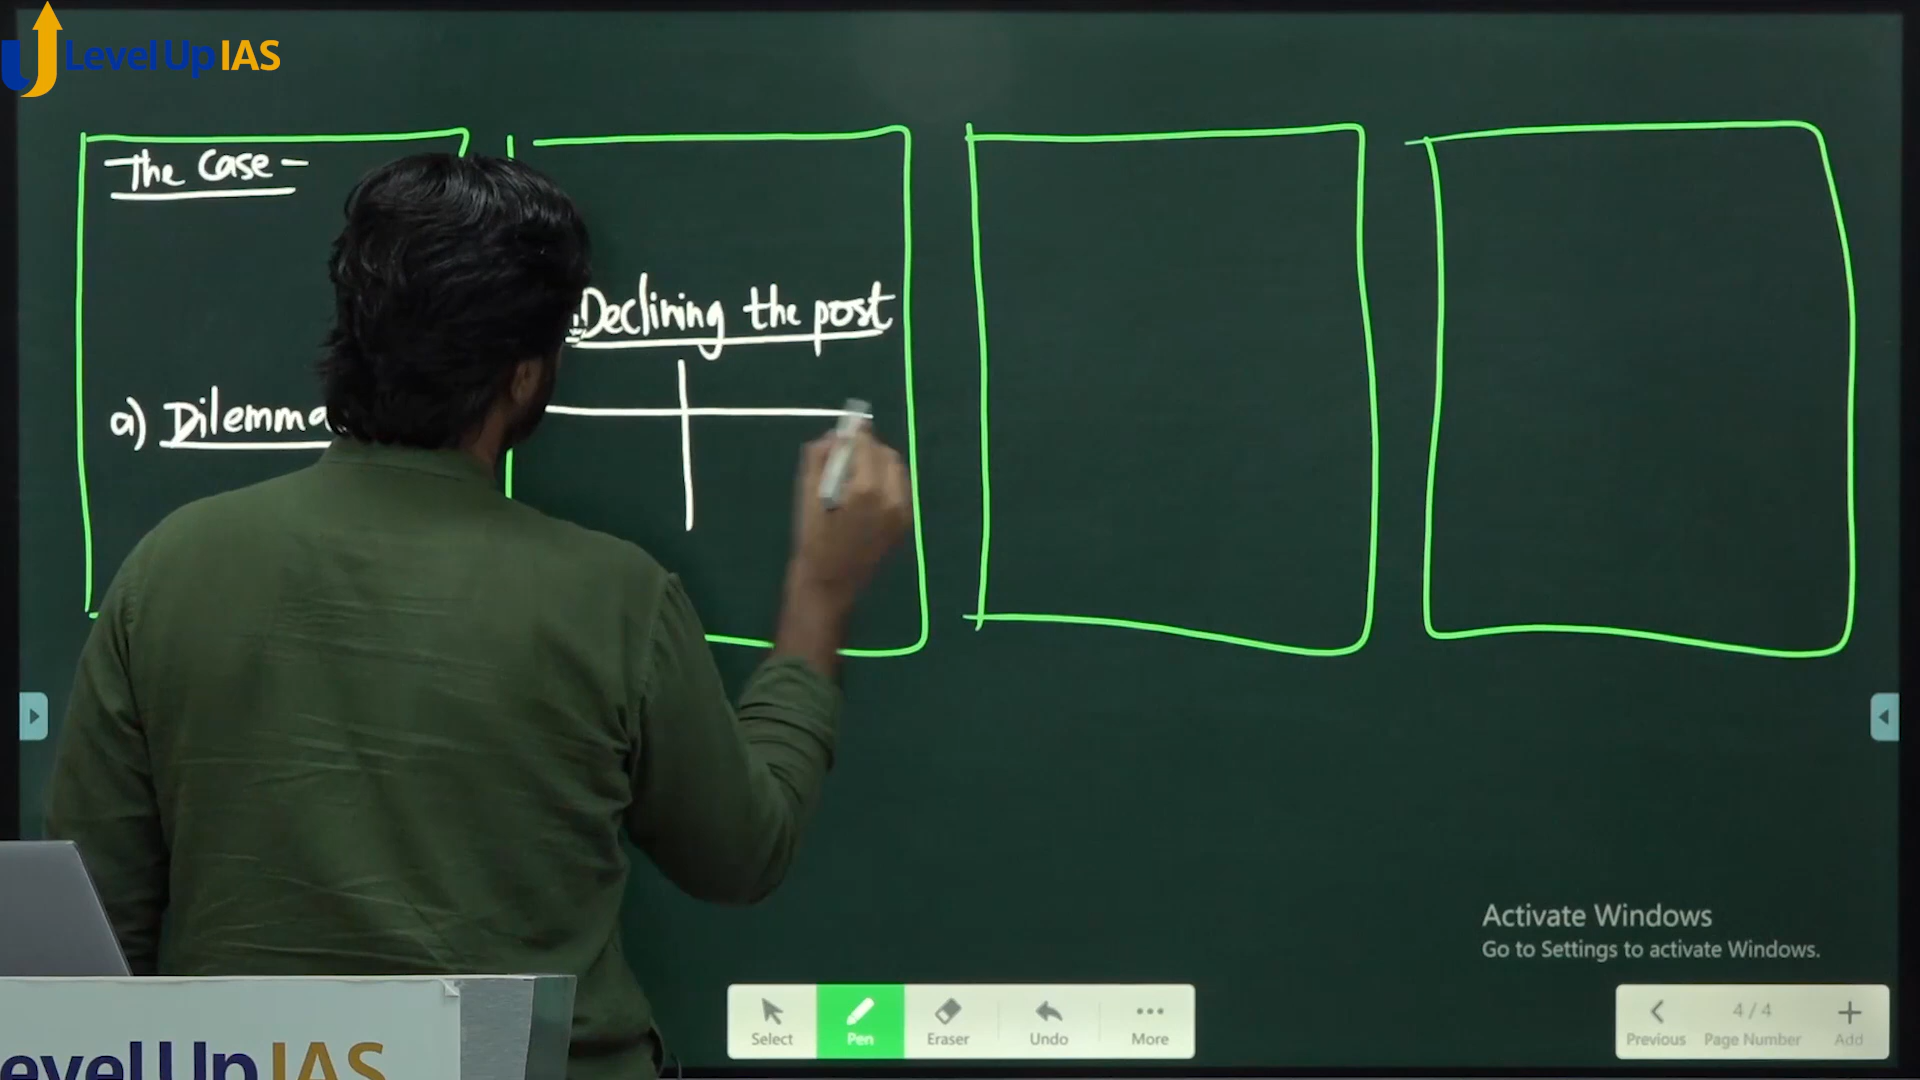 Level Up IAS
The Case -
Declining the post
a) Dilemma
Activate Windows
Go to Settings to activate Windows.
Select
Pen
Eraser
Undo
More
Previous
4 / 4
Page Number
Add
evel Up IAS